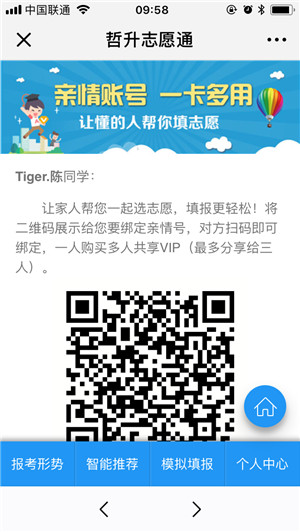 中国联通 09:58
哲升志愿通
亲情账号 一卡多用
让懂的人帮你填志愿
Tiger.陈同学：
让家人帮您一起选志愿，填报更轻松！将
二维码展示给您要绑定亲情号，对方扫码即可
绑定，一人购买多人共享VIP（最多分享给三
人）。
报考形势 智能推荐 模拟填报 个人中心